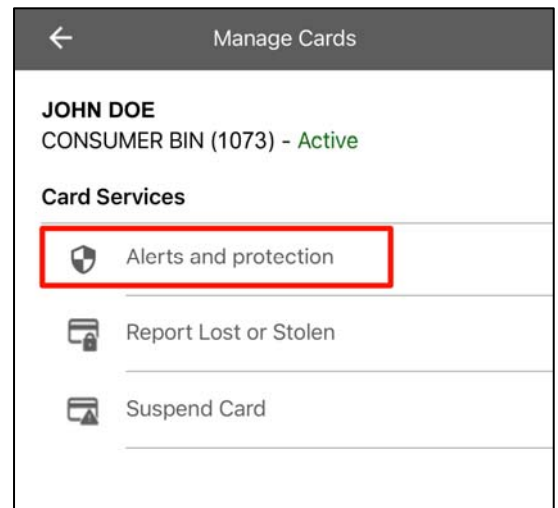 Manage Cards
JOHN DOE
CONSUMER BIN (1073) - Active
Card Services
Alerts and protection
Report Lost or Stolen
Suspend Card